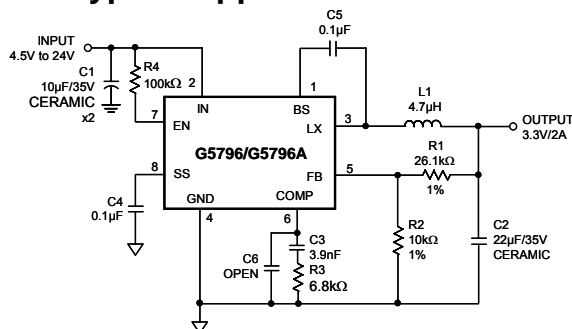 INPUT
4.5V to 24V
C1
10µF/35V
CERAMIC
x2
R4
100kΩ
C5
0.1µF
2
1
IN
BS
7
EN
LX
3
L1
4.7µH
OUTPUT
3.3V/2A
G5796/G5796A
R1
26.1kΩ
1%
8
SS
FB
5
GND
COMP
4
6
C4
0.1µF
C3
3.9nF
C6
OPEN
R3
6.8kΩ
R2
10kΩ
1%
C2
22µF/35V
CERAMIC